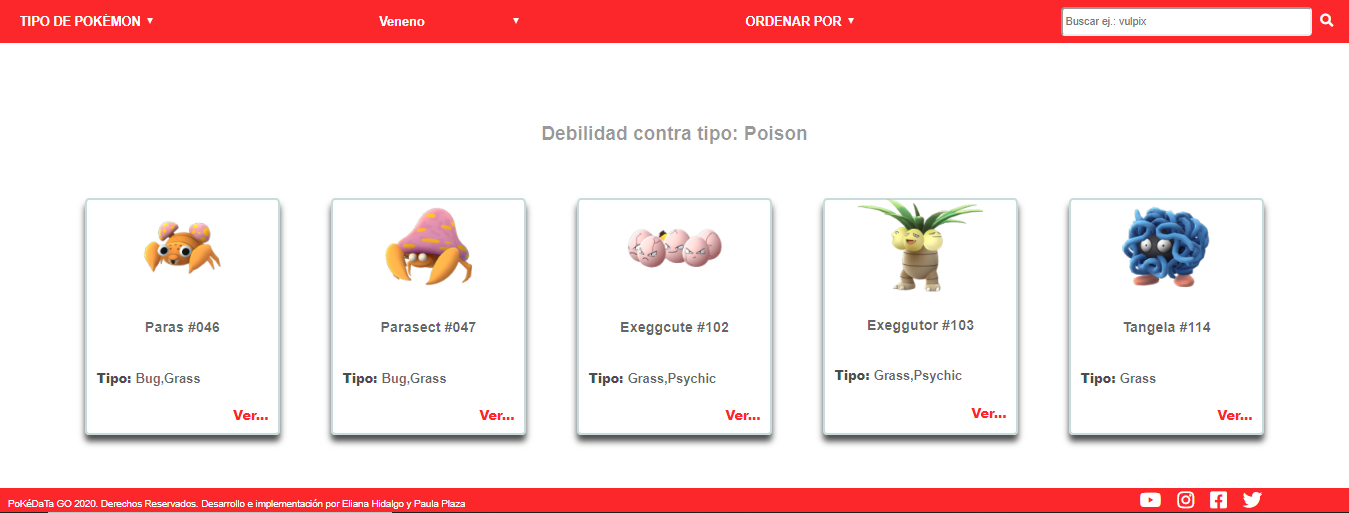 TIPO DE POKÈMON ▼
Veneno ▼
ORDENAR POR ▼
Buscar ej.: vulpix
Debilidad contra tipo: Poison
Paras #046
Tipo: Bug,Grass
Ver...
Parasect #047
Tipo: Bug,Grass
Ver...
Exeggcute #102
Tipo: Grass,Psychic
Ver...
Exeggutor #103
Tipo: Grass,Psychic
Ver...
Tangela #114
Tipo: Grass
Ver...
PoKéDaTa GO 2020. Derechos Reservados. Desarrollo e implementación por Eliana Hidalgo y Paula Plaza